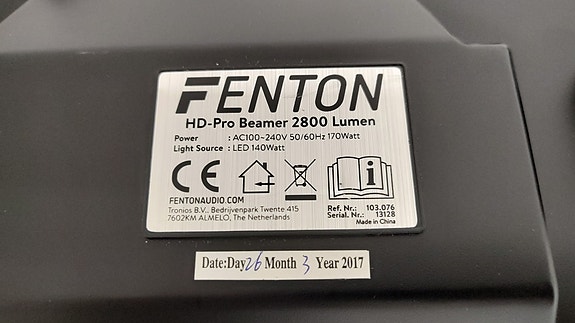 FENTON
HD-Pro Beamer 2800 Lumen
Power : AC100~240V 50/60Hz 170Watt
Light Source : LED 140Watt
CE
i
FENTONAUDIO.COM
Tronios B.V., Bedrijvenpark Twente 415
7602KM ALMELO, The Netherlands
Ref. Nr.: 103.076
Serial. Nr.: 13128
Made in China
Date:Day 26 Month 3 Year 2017